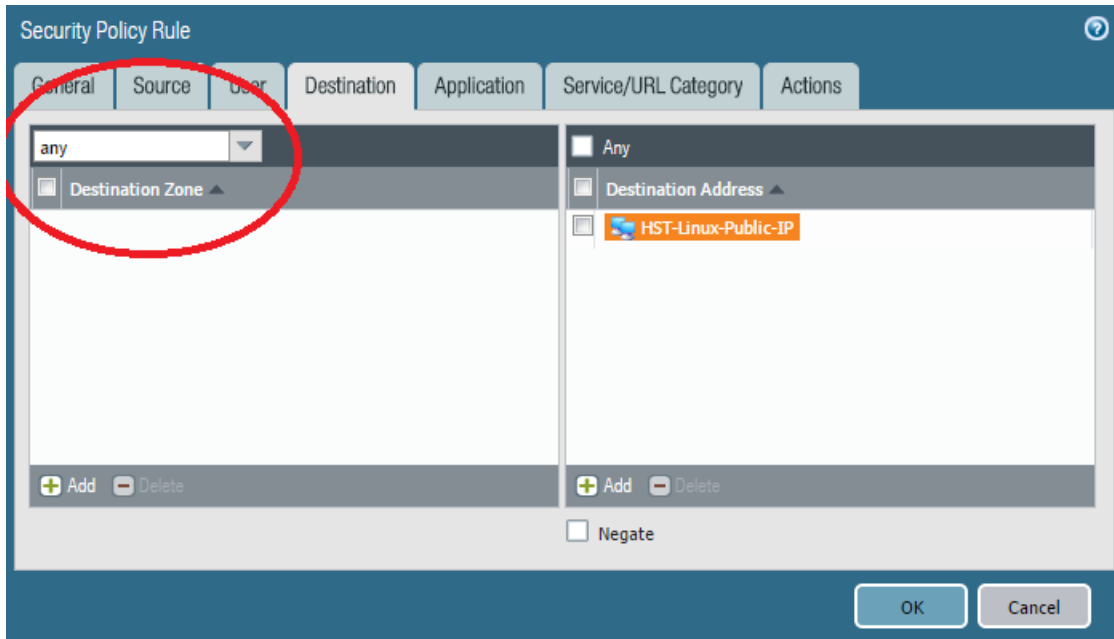 Security Policy Rule
General Source User Destination Application Service/URL Category Actions
any
Any
Destination Zone
Destination Address
HST-Linux-Public-IP
Add Delete
Add Delete
Negate
OK Cancel